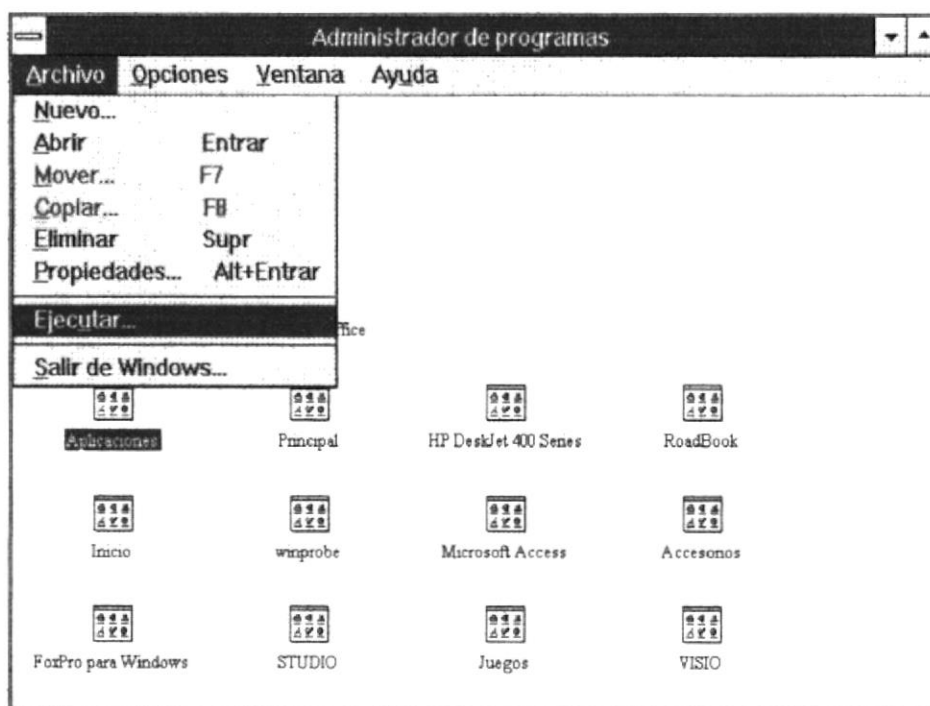 Administrador de programas
Archivo Opciones Ventana Ayuda
Nuevo...
Abrir Entrar
Mover... F7
Copiar... F8
Eliminar Supr
Propiedades... Alt+Entrar
Ejecutar...
ffice
Salir de Windows...
Aplicaciones Principal HP DeskJet 400 Series RoadBook
Inicio winprobe Microsoft Access Accesorios
FoxPro para Windows STUDIO Juegos VISIO